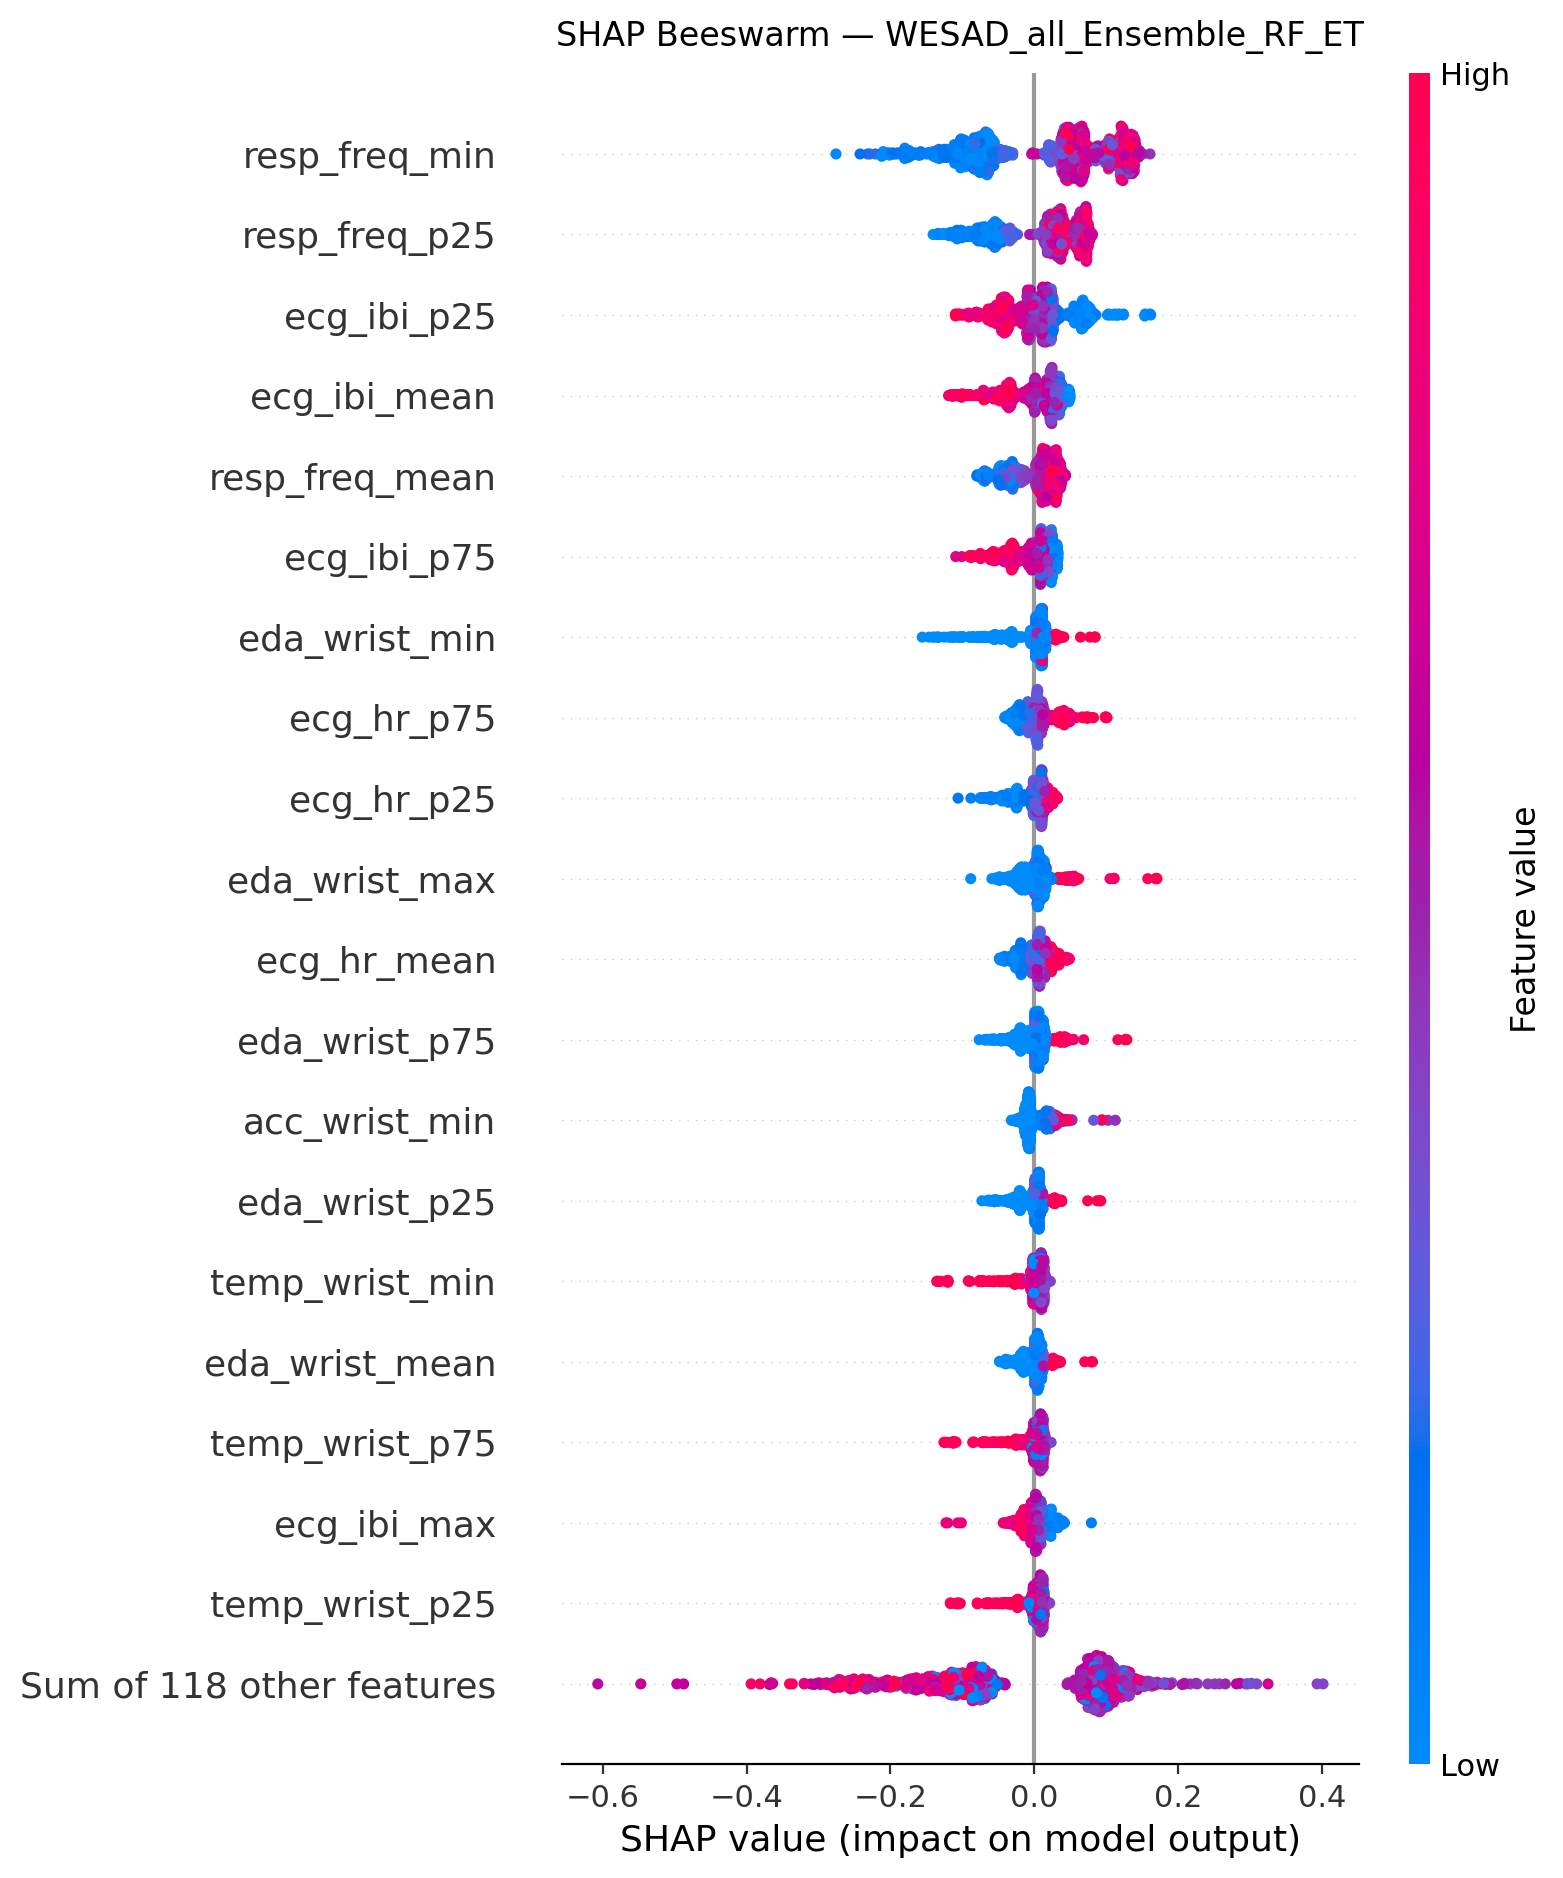 SHAP Beeswarm — WESAD_all_Ensemble_RF_ET
High
resp_freq_min
resp_freq_p25
ecg_ibi_p25
ecg_ibi_mean
resp_freq_mean
ecg_ibi_p75
eda_wrist_min
ecg_hr_p75
ecg_hr_p25
eda_wrist_max
ecg_hr_mean
eda_wrist_p75
acc_wrist_min
eda_wrist_p25
temp_wrist_min
eda_wrist_mean
temp_wrist_p75
ecg_ibi_max
temp_wrist_p25
Sum of 118 other features
Feature value
Low
−0.6 −0.4 −0.2 0.0 0.2 0.4
SHAP value (impact on model output)